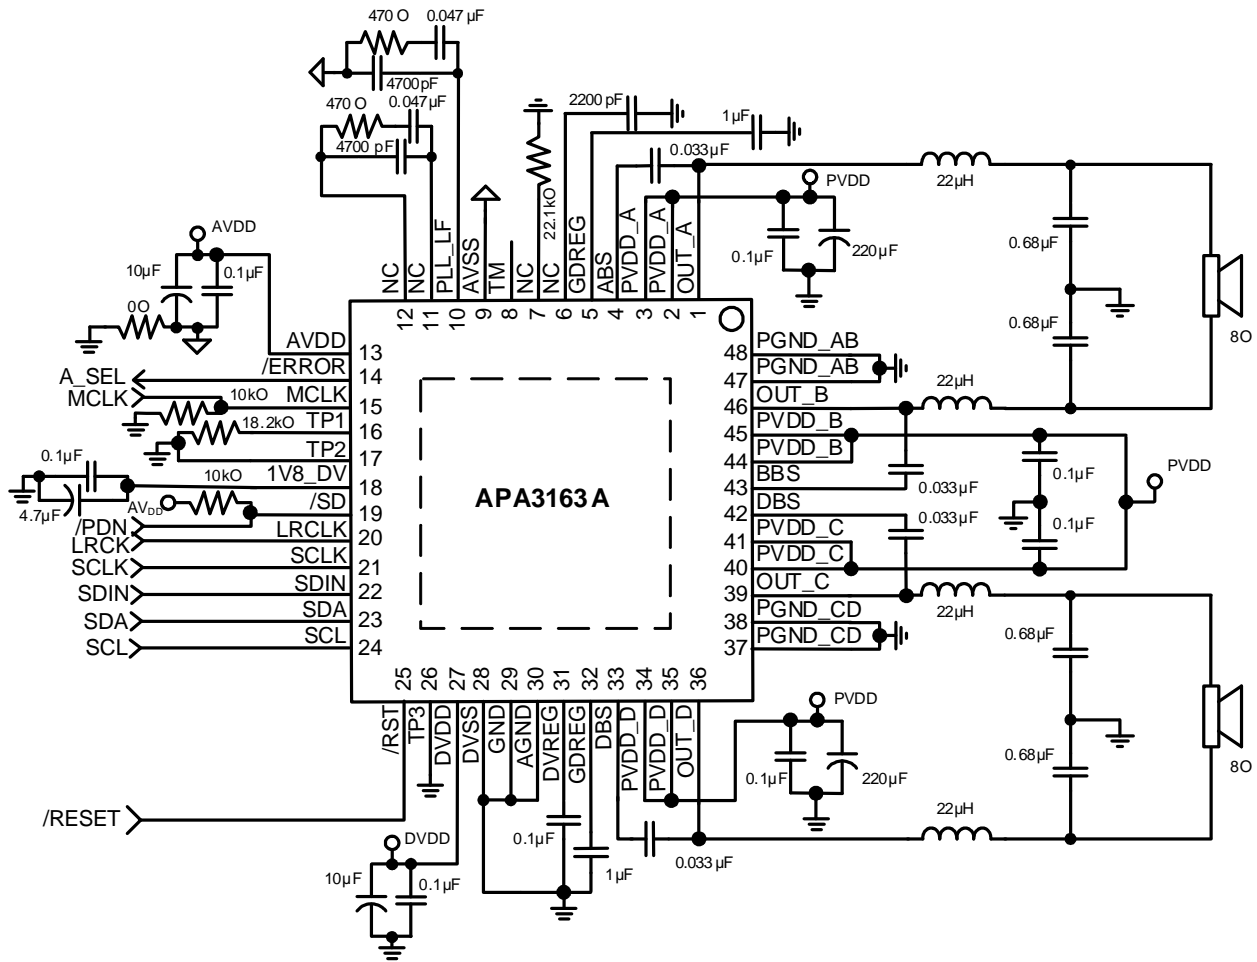 470 O
0.047 µF
4700pF
470 O
0.047µF
4700 pF
2200 pF
1µF
0.033µF
22.1kO
PVDD
0.1µF
220µF
22µH
0.68µF
0.68µF
8O
22µH
AVDD
10µF
0.1µF
0O
NC
NC
PLL_LF
AVSS
TM
NC
NC
GDREG
ABS
PVDD_A
PVDD_A
OUT_A
12
11
10
9
8
7
6
5
4
3
2
1
AVDD
13
/ERROR
14
A_SEL
MCLK
10kO
MCLK
15
18.2kO
TP1
16
TP2
17
0.1µF
4.7µF
1V8_DV
18
10kO
AVDD
/SD
19
/PDN
LRCK
LRCLK
20
SCLK
SCLK
21
SDIN
SDIN
22
SDA
SDA
23
SCL
SCL
24
APA3163A
48
PGND_AB
47
PGND_AB
46
OUT_B
45
PVDD_B
44
PVDD_B
43
BBS
42
DBS
41
PVDD_C
40
PVDD_C
39
OUT_C
38
PGND_CD
37
PGND_CD
0.033µF
0.033µF
0.1µF
0.1µF
PVDD
22µH
0.68µF
0.68µF
8O
22µH
25
26
27
28
29
30
31
32
33
34
35
36
/RST
TP3
DVDD
DVSS
GND
AGND
DVREG
GDREG
DBS
PVDD_D
PVDD_D
OUT_D
PVDD
0.1µF
220µF
/RESET
DVDD
10µF
0.1µF
0.1µF
1µF
0.033µF